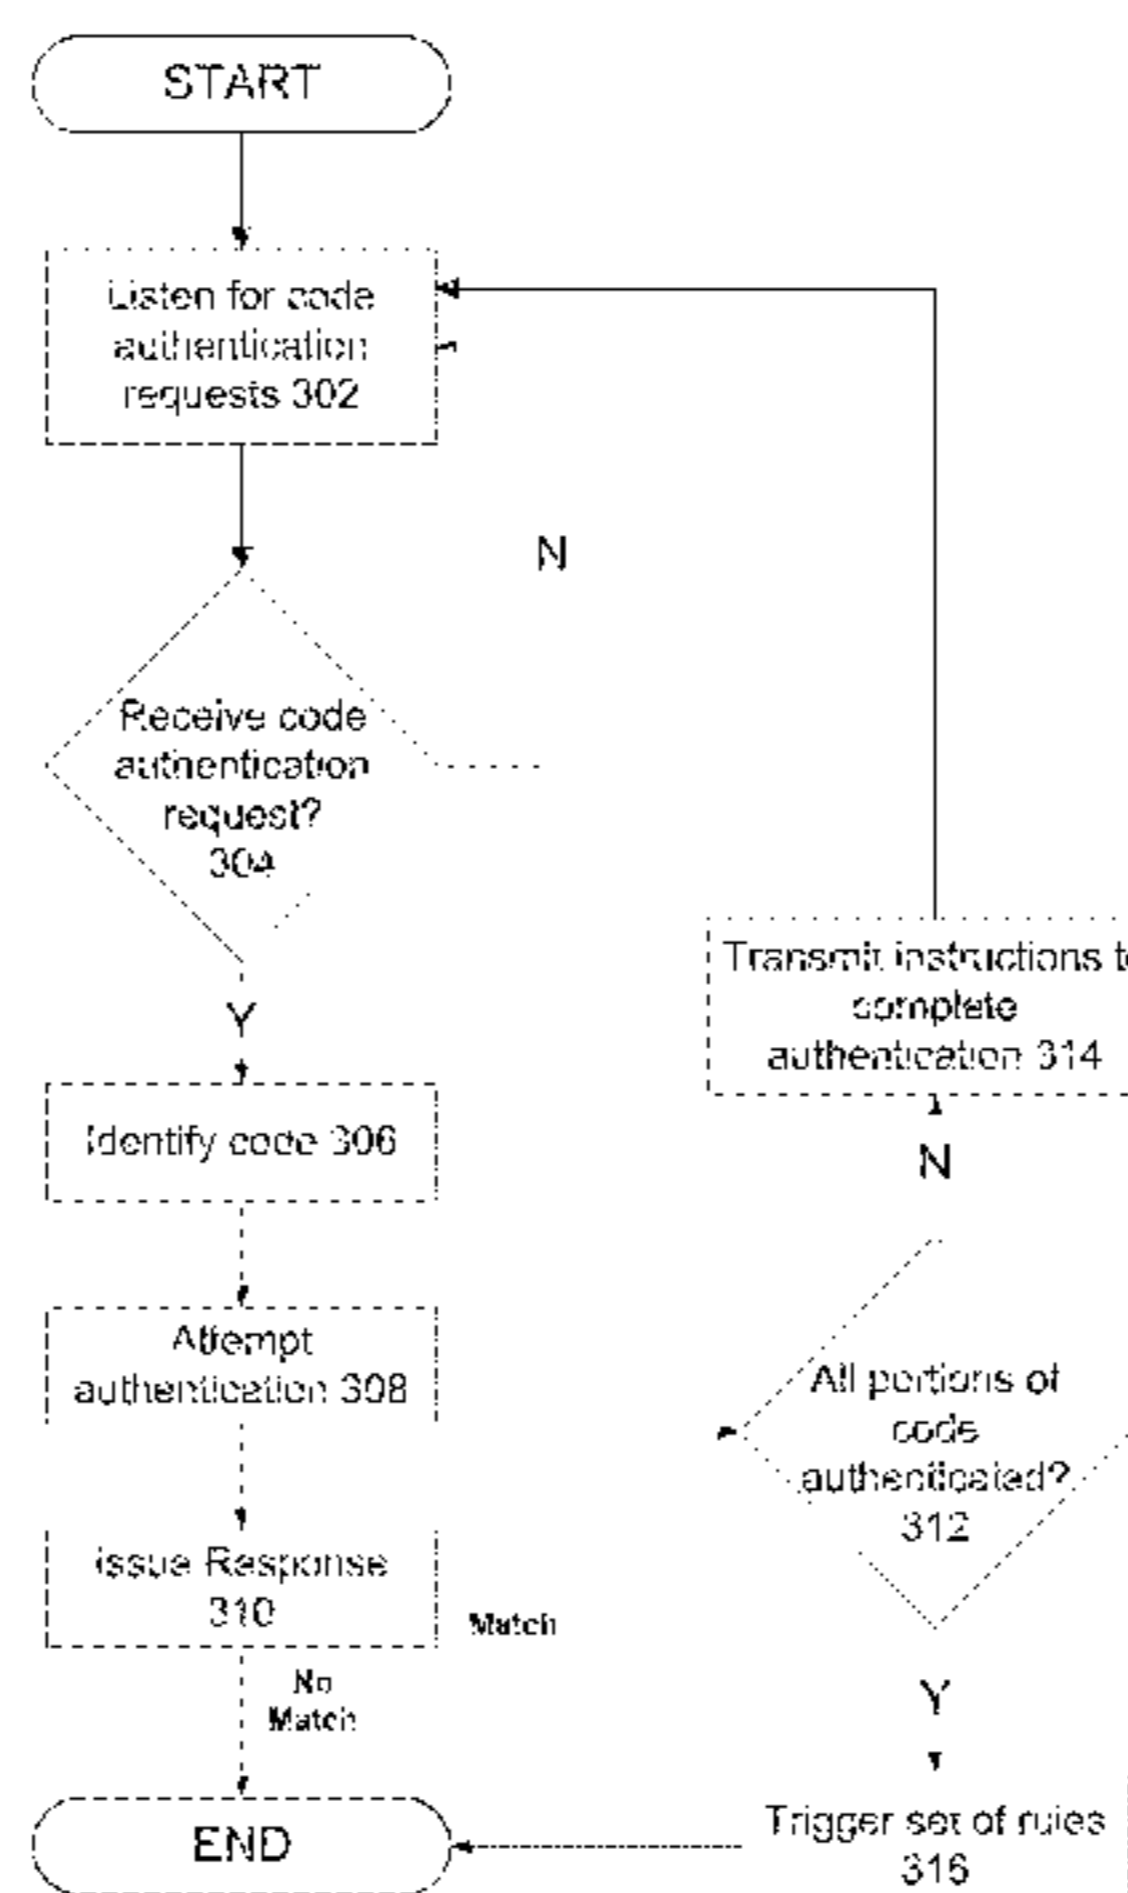 START
Listen for code
authentication
requests 302
N
Receive code
authentication
request?
304
Y
Identify code 306
Attempt
authentication 308
Issue Response
310
Match
No
Match
END
Transmit instructions t
complete
authentication 314
N
All portions of
code
authenticated?
312
Y
Trigger set of rules
316